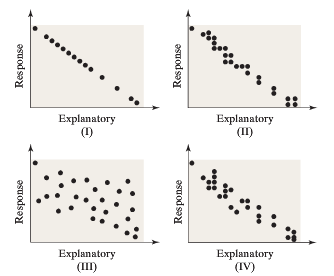 Response
Explanatory
(I)
Response
Explanatory
(II)
Response
Explanatory
(III)
Response
Explanatory
(IV)